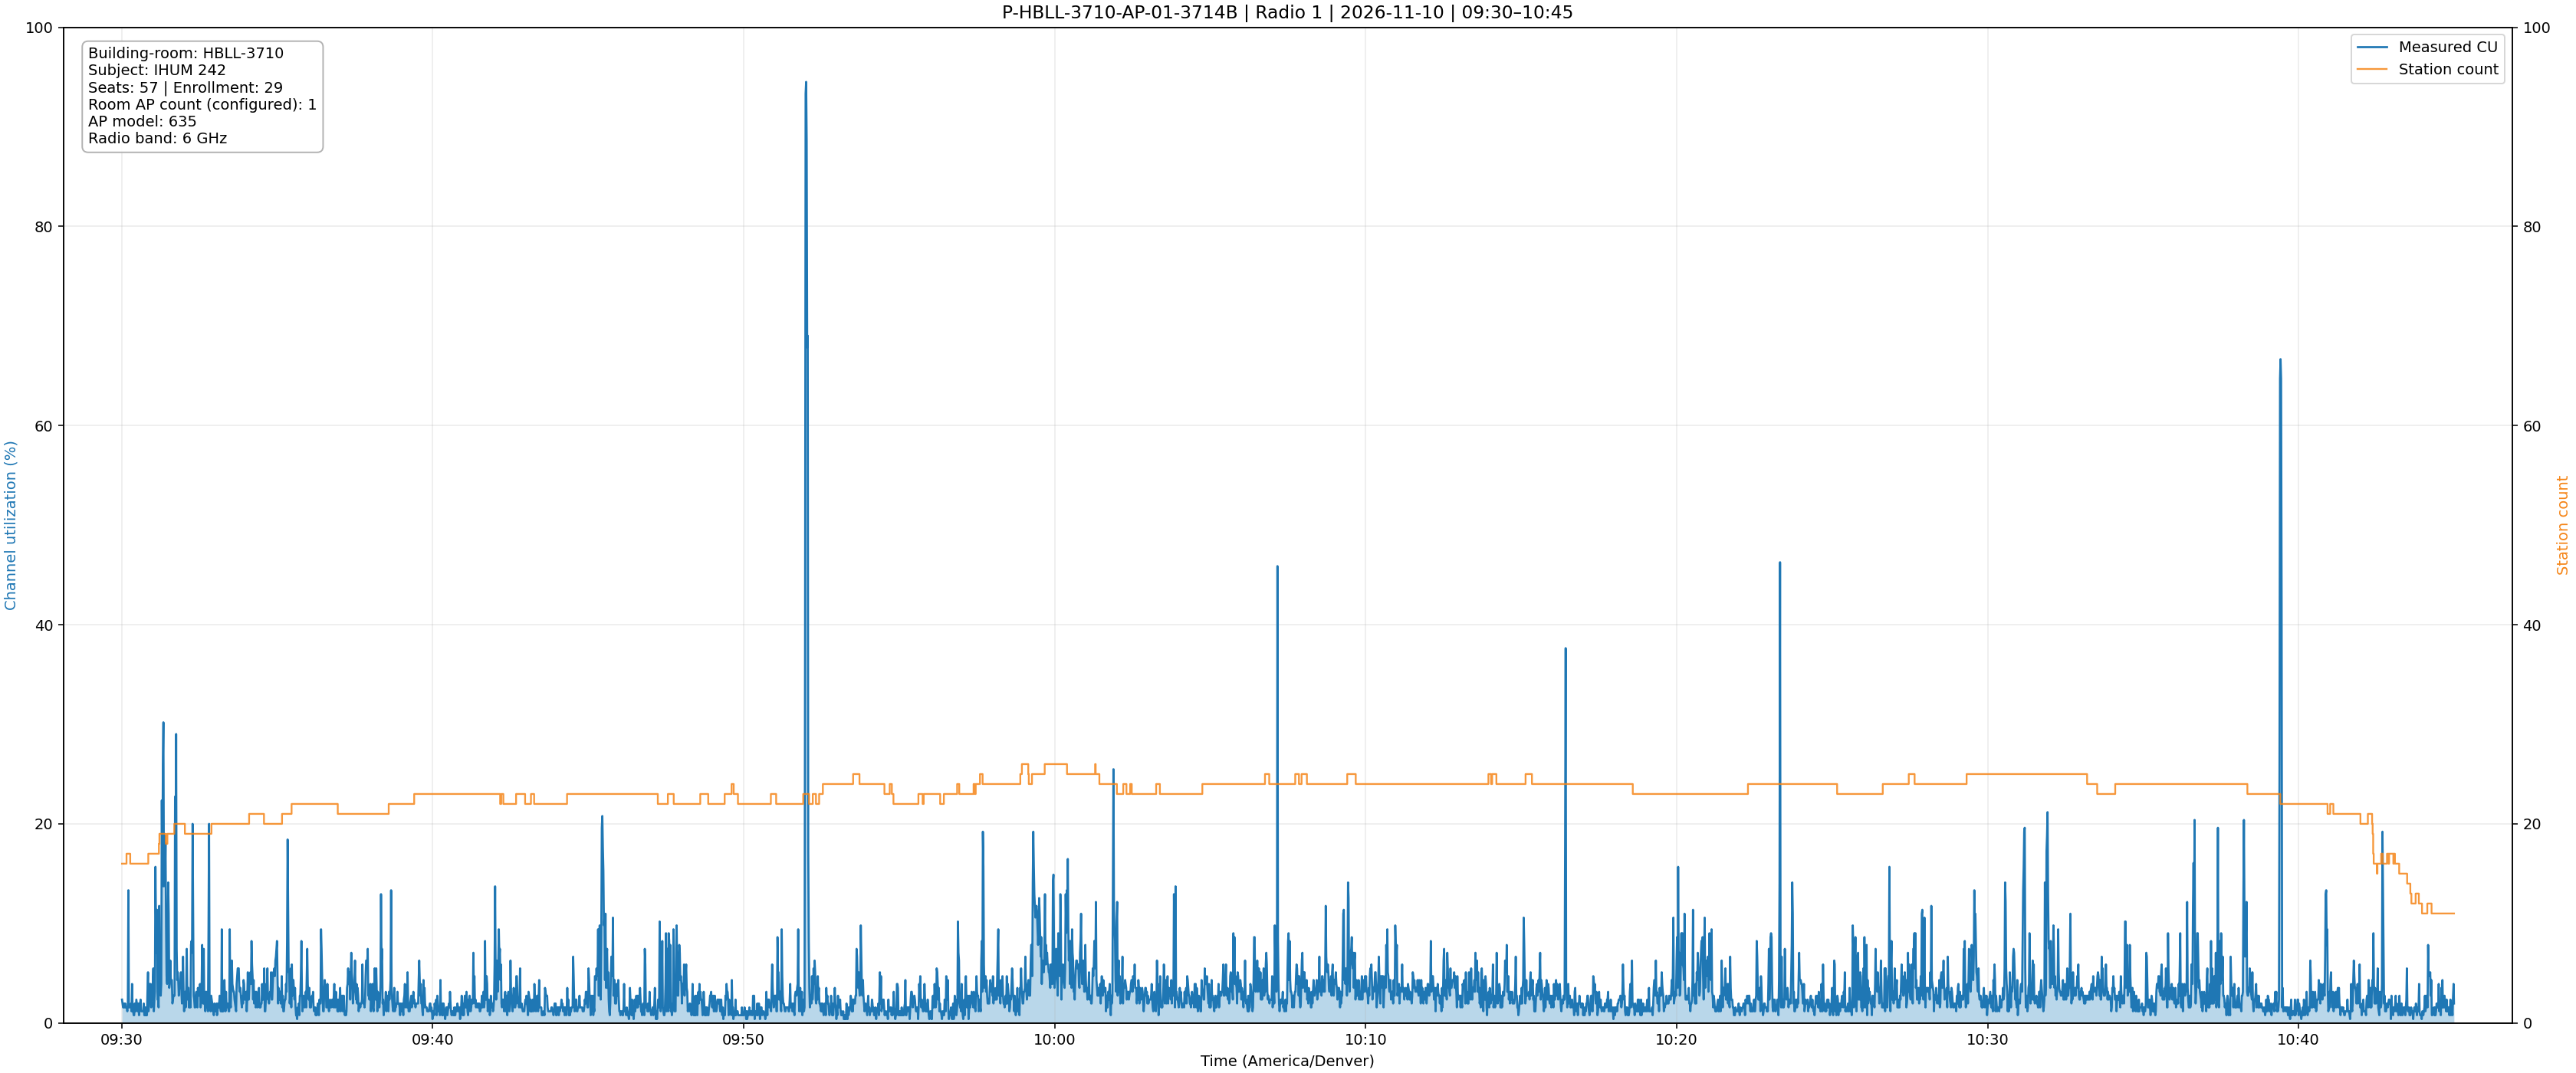 P-HBLL-3710-AP-01-3714B | Radio 1 | 2026-11-10 | 09:30–10:45
Building-room: HBLL-3710
Subject: IHUM 242
Seats: 57 | Enrollment: 29
Room AP count (configured): 1
AP model: 635
Radio band: 6 GHz
Measured CU
Station count
100
80
60
40
20
0
Channel utilization (%)
100
80
60
40
20
0
Station count
09:30
09:40
09:50
10:00
10:10
10:20
10:30
10:40
Time (America/Denver)